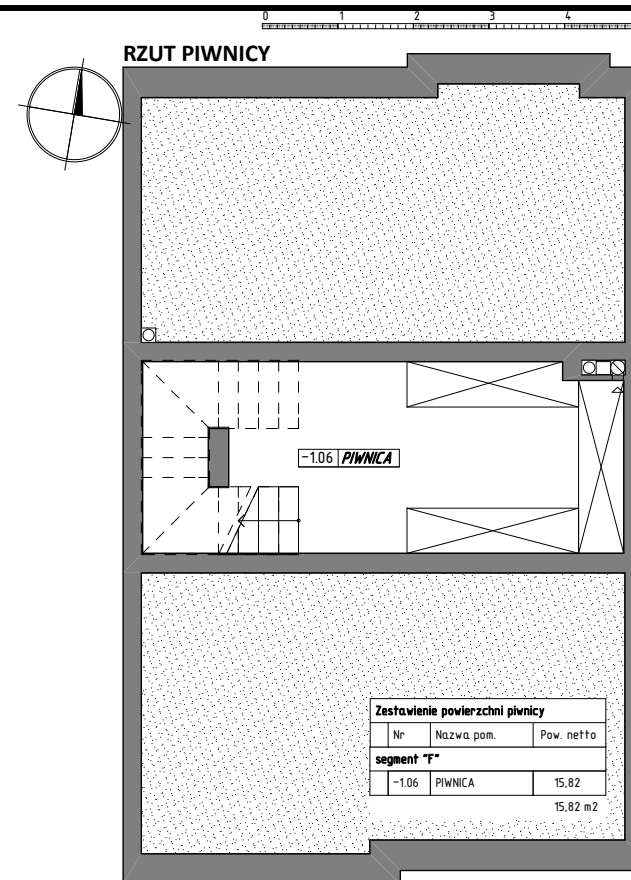 0 1 2 3 4
RZUT PIWNICY
-1.06 PIWNICA
Zestawienie powierzchni piwnicy
Nr Nazwa pom. Pow. netto
segment "F"
-1.06 PIWNICA 15,82
15,82 m2